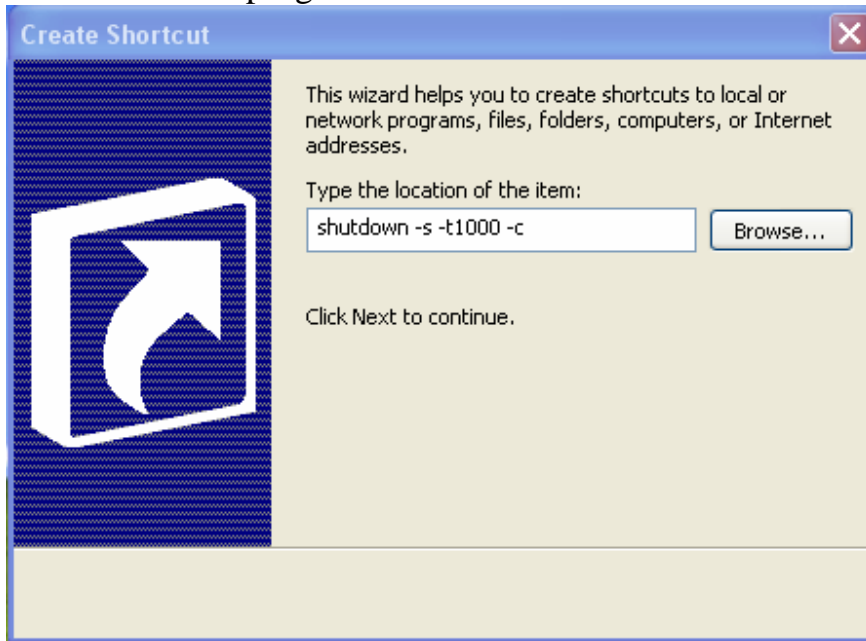 Create Shortcut
This wizard helps you to create shortcuts to local or
network programs, files, folders, computers, or Internet
addresses.
Type the location of the item:
shutdown -s -t1000 -c
Browse...
Click Next to continue.